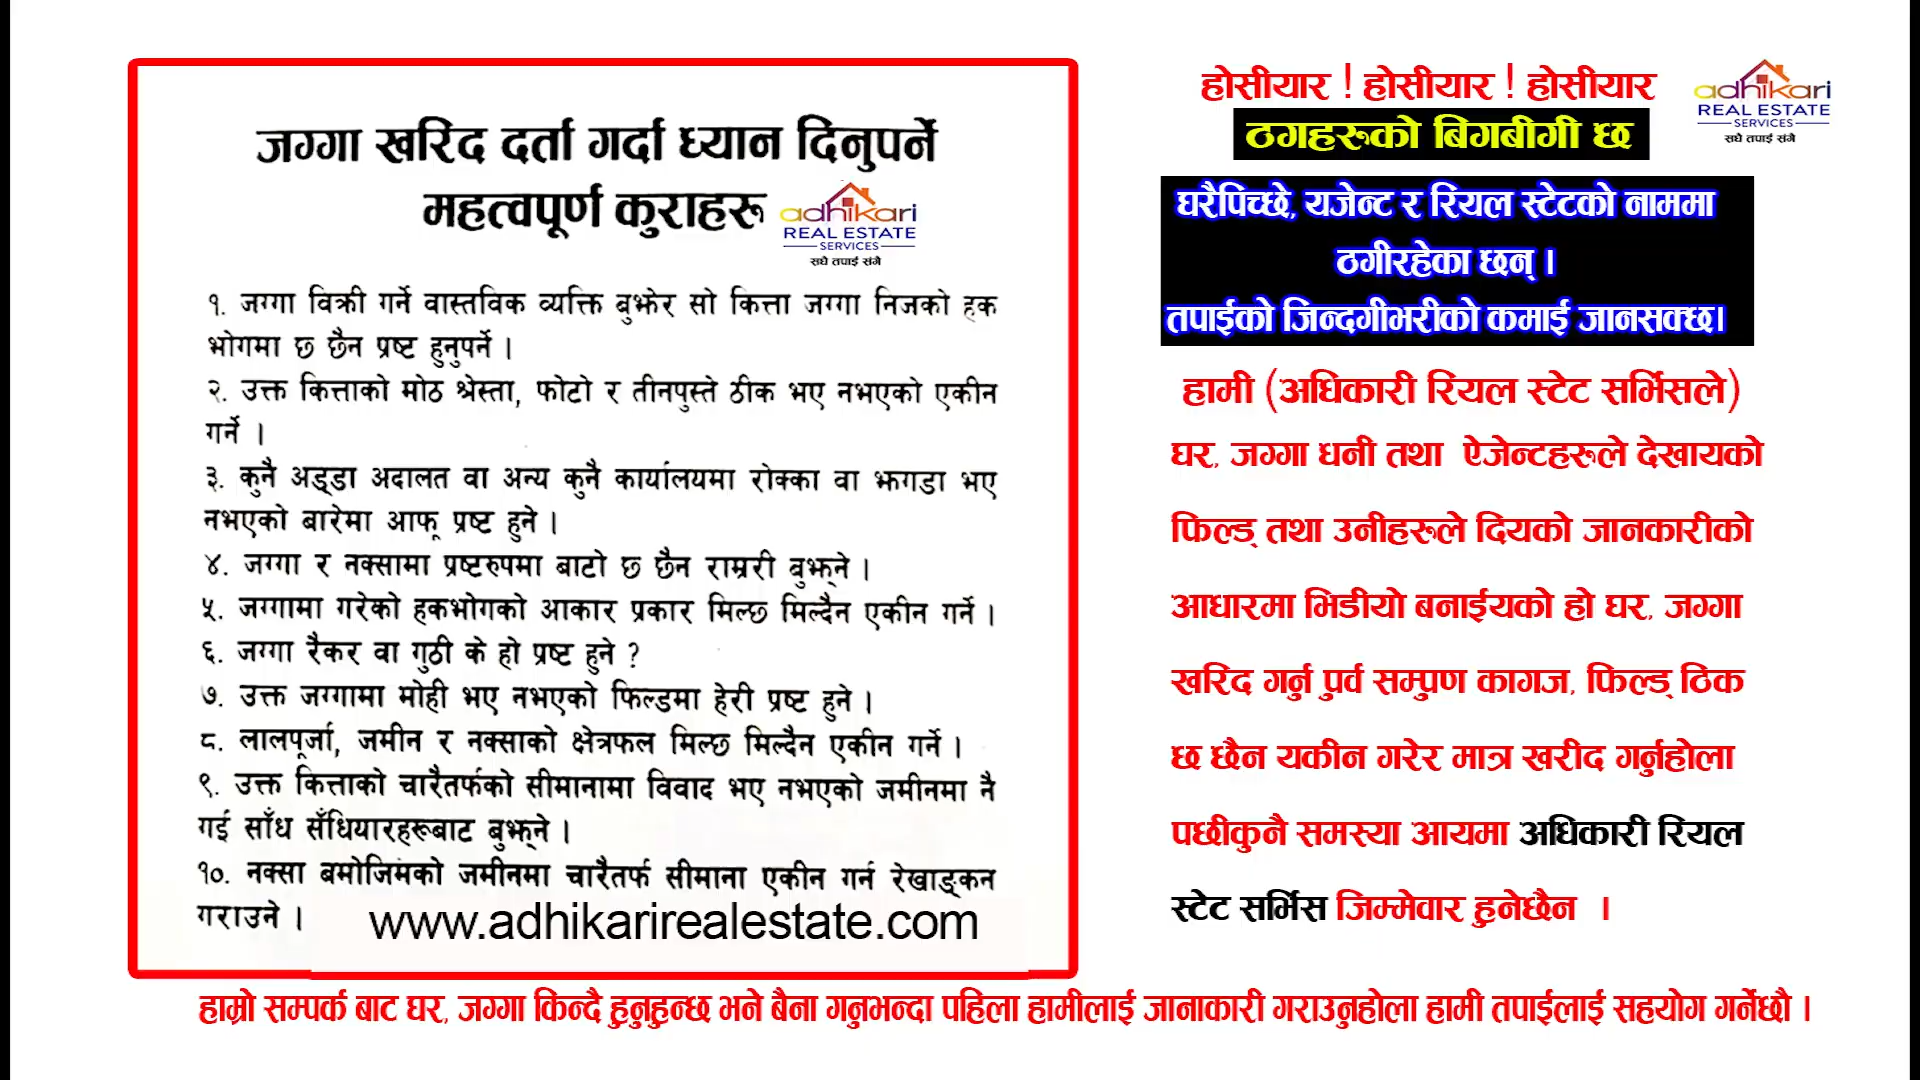 जग्गा खरिद दर्ता गर्दा ध्यान दिनुपर्ने
महत्वपूर्ण कुराहरू
adhikari
REAL ESTATE
SERVICES
सधै तपाई संगै
१. जग्गा विक्री गर्ने वास्तविक व्यक्ति बुझेर सो कित्ता जग्गा निजको हक
भोगमा छ छैन प्रष्ट हुनुपर्ने ।
२. उक्त कित्ताको मोठ श्रेस्ता, फोटो र तीनपुस्ते ठीक भए नभएको एकीन
गर्ने ।
३. कुनै अड्डा अदालत वा अन्य कुनै कार्यालयमा रोक्का वा झगडा भए
नभएको बारेमा आफू प्रष्ट हुने ।
४. जग्गा र नक्सामा प्रष्टरुपमा बाटो छ छैन राम्ररी बुझ्ने ।
५. जग्गामा गरेको हकभोगको आकार प्रकार मिल्छ मिल्दैन एकीन गर्ने ।
६. जग्गा रैकर वा गुठी के हो प्रष्ट हुने ?
७. उक्त जग्गामा मोही भए नभएको फिल्डमा हेरी प्रष्ट हुने ।
८. लालपूर्जा, जमीन र नक्साको क्षेत्रफल मिल्छ मिल्दैन एकीन गर्ने ।
९. उक्त कित्ताको चारैतर्फको सीमानामा विवाद भए नभएको जमीनमा नै
गई साँध सँधियारहरूबाट बुझ्ने ।
१०. नक्सा बमोजिमको जमीनमा चारैतर्फ सीमाना एकीन गर्न रेखाङ्कन
गराउने ।
www.adhikarirealestate.com
होसीयार ! होसीयार ! होसीयार
ठगहरुको बिगबीगी छ
adhikari
REAL ESTATE
SERVICES
सधै तपाई संगै
घरैपिच्छे, यजेन्ट र रियल स्टेटको नाममा
ठगीरहेका छन् ।
तपाईको जिन्दगीभरीको कमाई जानसक्छ।
हामी (अधिकारी रियल स्टेट सर्भिसले)
घर, जग्गा धनी तथा ऐजेन्टहरुले देखायको
फिल्ड् तथा उनीहरुले दियको जानकारीको
आधारमा भिडीयो बनाईयको हो घर, जग्गा
खरिद गर्नु पुर्व सम्पुण कागज, फिल्ड् ठिक
छ छैन यकीन गरेर मात्र खरीद गर्नुहोला
पछीकुनै समस्या आयमा अधिकारी रियल
स्टेट सर्भिस जिम्मेवार हुनेछैन ।
हाम्रो सम्पर्क बाट घर, जग्गा किन्दै हुनुहुन्छ भने बैना गनुभन्दा पहिला हामीलाई जानाकारी गराउनुहोला हामी तपाईलाई सहयोग गर्नेछौ ।